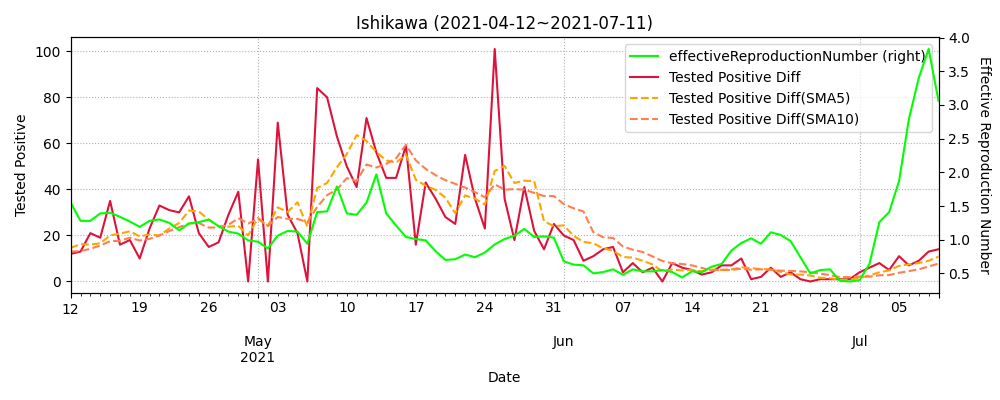 Ishikawa (2021-04-12~2021-07-11)
effectiveReproductionNumber (right)
Tested Positive Diff
Tested Positive Diff(SMA5)
Tested Positive Diff(SMA10)
Tested Positive
100
80
60
40
20
0
Effective Reproduction Number
4.0
3.5
3.0
2.5
2.0
1.5
1.0
0.5
12 19 26 03 10 17 24 31 07 14 21 28 05
May Jun Jul
2021
Date